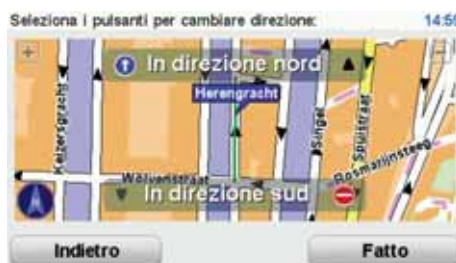 Seleziona i pulsanti per cambiare direzione: 14:59
In direzione nord
Herengracht
Keizersgracht
Singel
Spuistraat
Rosmarijnsteeg
Wolvenstraat
In direzione sud
Indietro Fatto